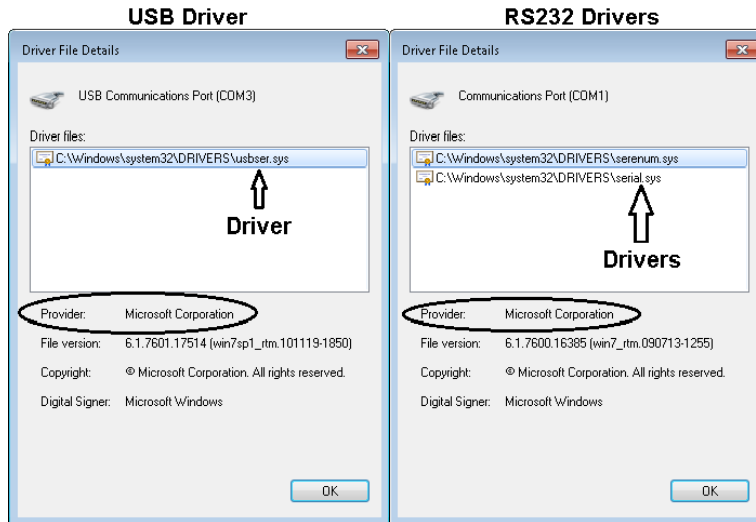 USB Driver
Driver File Details
USB Communications Port (COM3)
Driver files:
C:\Windows\system32\DRIVERS\usbser.sys
Driver
Provider: Microsoft Corporation
File version: 6.1.7601.17514 (win7sp1_rtm.101119-1850)
Copyright: © Microsoft Corporation. All rights reserved.
Digital Signer: Microsoft Windows
OK
RS232 Drivers
Driver File Details
Communications Port (COM1)
Driver files:
C:\Windows\system32\DRIVERS\serenum.sys
C:\Windows\system32\DRIVERS\serial.sys
Drivers
Provider: Microsoft Corporation
File version: 6.1.7600.16385 (win7_rtm.090713-1255)
Copyright: © Microsoft Corporation. All rights reserved.
Digital Signer: Microsoft Windows
OK